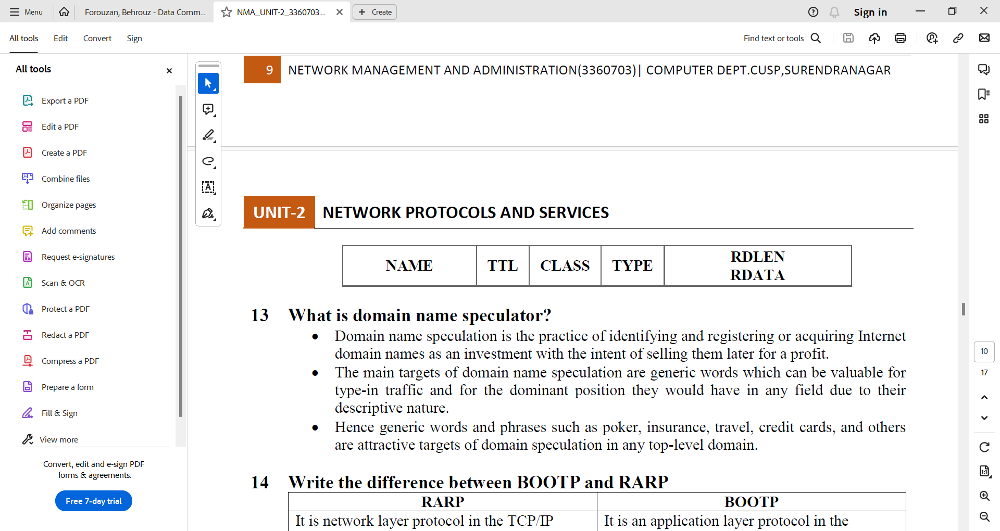 Menu
Forouzan, Behrouz - Data Comm...
NMA_UNIT-2_3360703....
Create
Sign in
All tools
Edit
Convert
Sign
Find text or tools
All tools
Export a PDF
Edit a PDF
Create a PDF
Combine files
Organize pages
Add comments
Request e-signatures
Scan & OCR
Protect a PDF
Redact a PDF
Compress a PDF
Prepare a form
Fill & Sign
View more
Convert, edit and e-sign PDF
forms & agreements.
Free 7-day trial
9 NETWORK MANAGEMENT AND ADMINISTRATION(3360703)| COMPUTER DEPT.CUSP,SURENDRANAGAR
UNIT-2 NETWORK PROTOCOLS AND SERVICES
NAME TTL CLASS TYPE RDLEN
RDATA
13 What is domain name speculator?
• Domain name speculation is the practice of identifying and registering or acquiring Internet
domain names as an investment with the intent of selling them later for a profit.
• The main targets of domain name speculation are generic words which can be valuable for
type-in traffic and for the dominant position they would have in any field due to their
descriptive nature.
• Hence generic words and phrases such as poker, insurance, travel, credit cards, and others
are attractive targets of domain speculation in any top-level domain.
14 Write the difference between BOOTP and RARP
RARP BOOTP
It is network layer protocol in the TCP/IP It is an application layer protocol in the
10
17
1:1